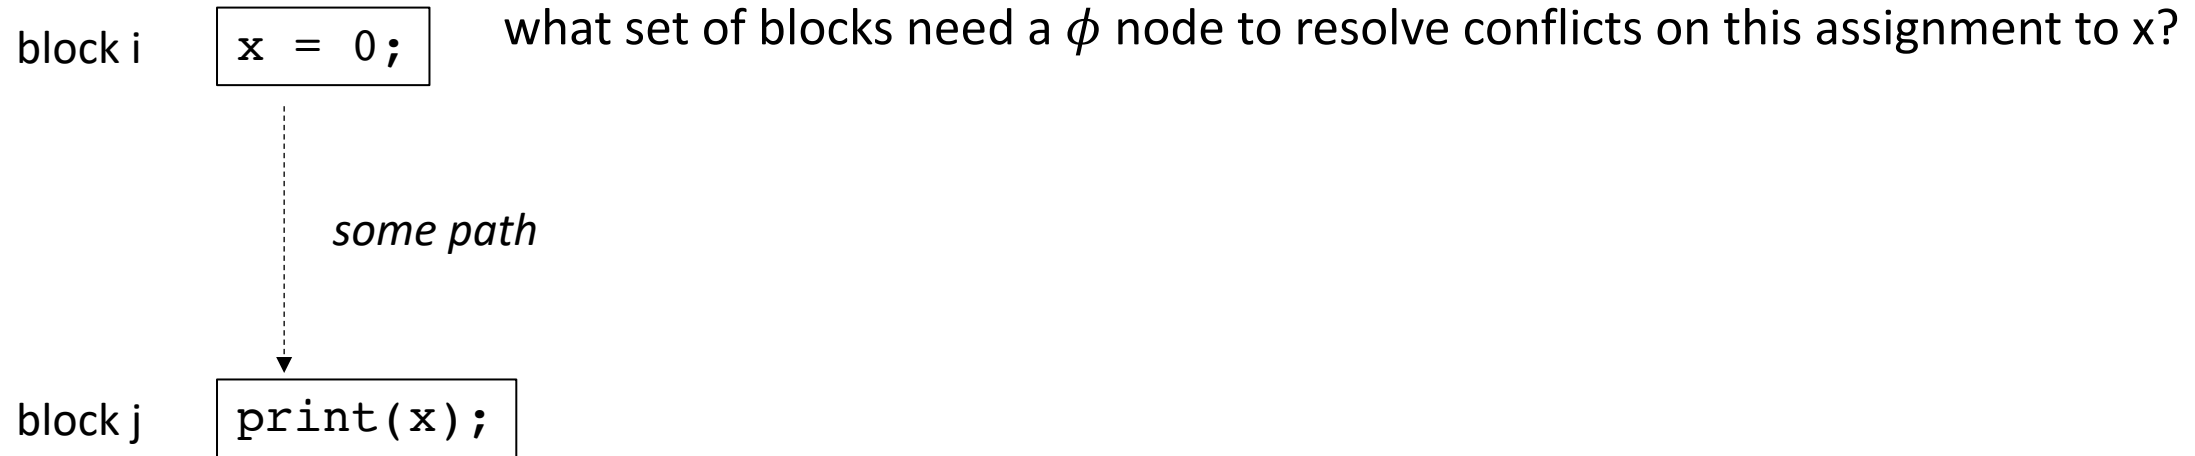 block i
x = 0;
what set of blocks need a ϕ node to resolve conflicts on this assignment to x?
some path
block j
print(x);